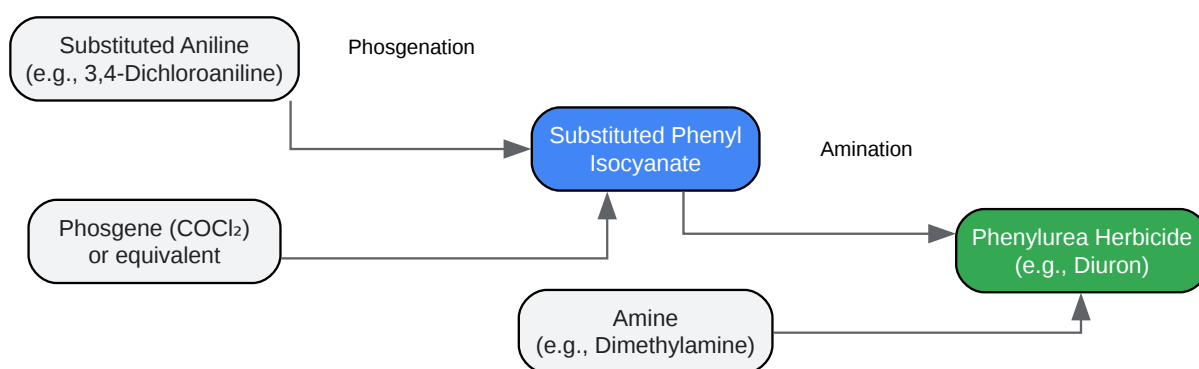 Substituted Aniline
(e.g., 3,4-Dichloroaniline)
Phosgenation
Substituted Phenyl
Isocyanate
Amination
Phosgene (COCl₂)
or equivalent
Phenylurea Herbicide
(e.g., Diuron)
Amine
(e.g., Dimethylamine)